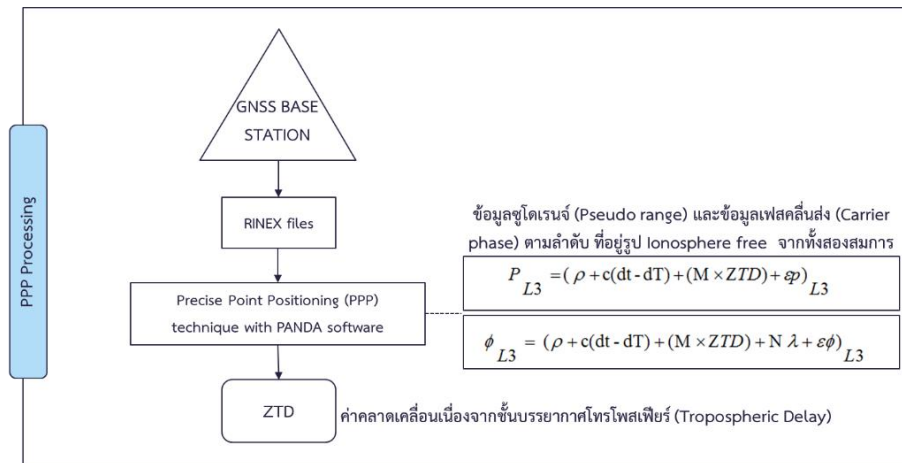 PPP Processing
GNSS BASE
STATION
RINEX files
Precise Point Positioning (PPP)
technique with PANDA software
ข้อมูลซูโดเรนจ์ (Pseudo range) และข้อมูลเฟสคลื่นส่ง (Carrier
phase) ตามลำดับ ที่อยู่รูป Ionosphere free จากทั้งสองสมการ
P_{L3} = (ρ + c(dt - dT) + (M × ZTD) + εp)_{L3}
ϕ_{L3} = (ρ + c(dt - dT) + (M × ZTD) + N λ + εϕ)_{L3}
ZTD
ค่าคลาดเคลื่อนเนื่องจากชั้นบรรยากาศโทรโพสเฟียร์ (Tropospheric Delay)